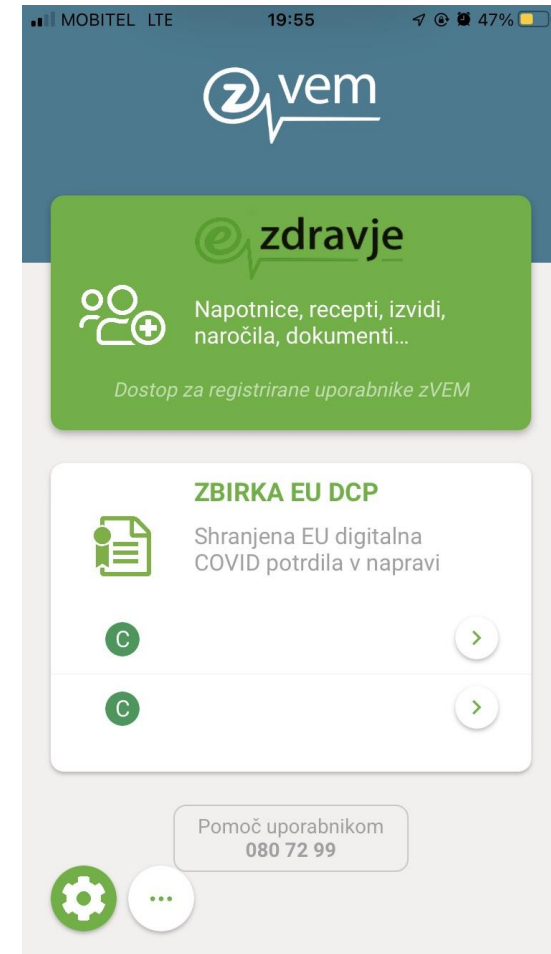 MOBITEL LTE 19:55 47%
zvem
e zdravje
Napotnice, recepti, izvidi,
naročila, dokumenti...
Dostop za registrirane uporabnike zVEM
ZBIRKA EU DCP
Shranjena EU digitalna
COVID potrdila v napravi
C
C
Pomoč uporabnikom
080 72 99